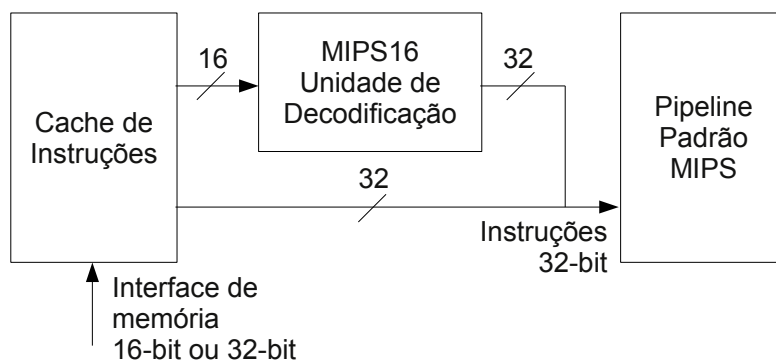 Cache de
Instruções
16
MIPS16
Unidade de
Decodificação
32
32
Pipeline
Padrão
MIPS
Instruções
32-bit
Interface de
memória
16-bit ou 32-bit